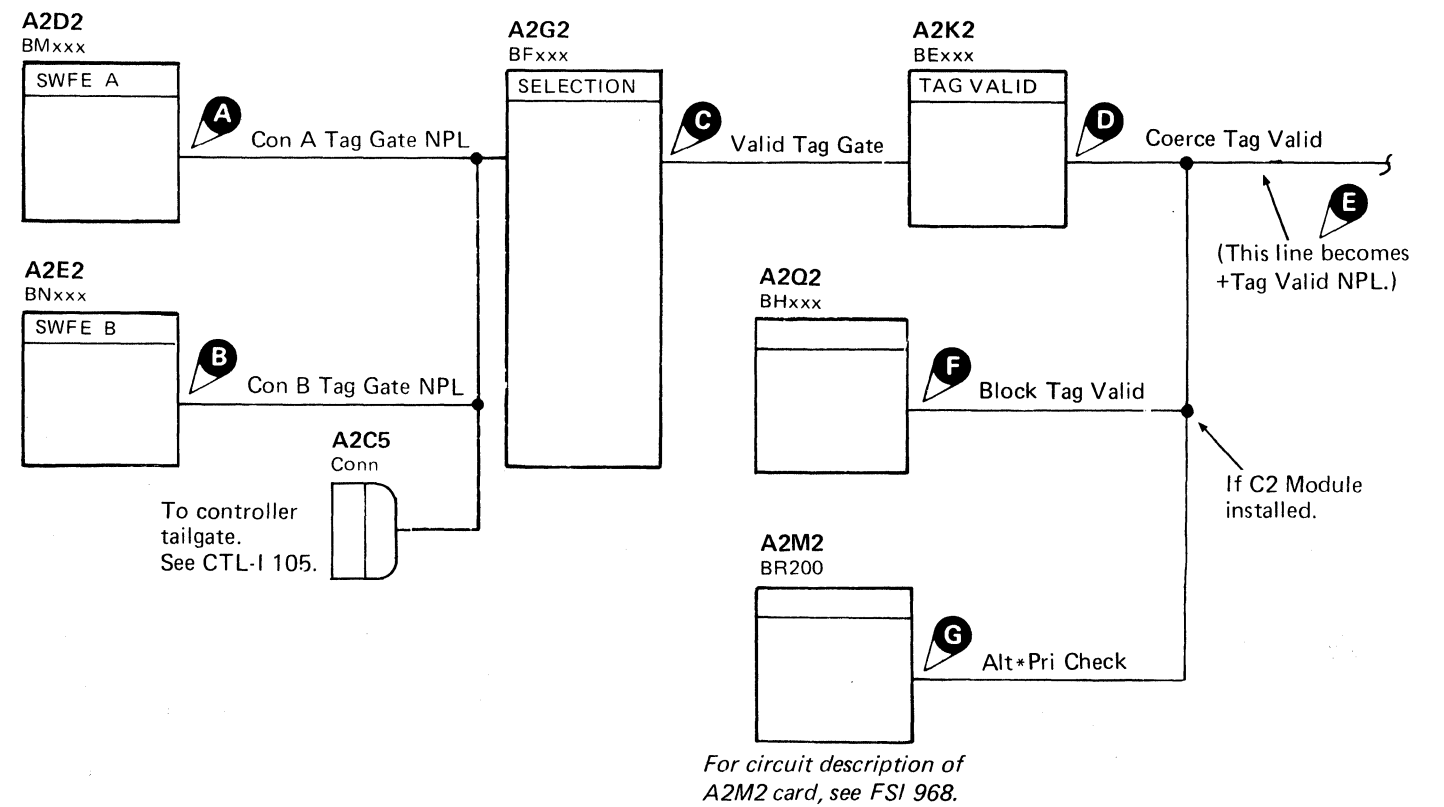 A2D2
BMxxx
SWFE A
A
Con A Tag Gate NPL
A2G2
BFxxx
SELECTION
C
Valid Tag Gate
A2K2
BExxx
TAG VALID
D
Coerce Tag Valid
E
(This line becomes
+Tag Valid NPL.)
A2E2
BNxxx
SWFE B
B
Con B Tag Gate NPL
A2C5
Conn
To controller
tailgate.
See CTL-I 105.
A2Q2
BHxxx
F
Block Tag Valid
If C2 Module
installed.
A2M2
BR200
G
Alt*Pri Check
For circuit description of
A2M2 card, see FSI 968.